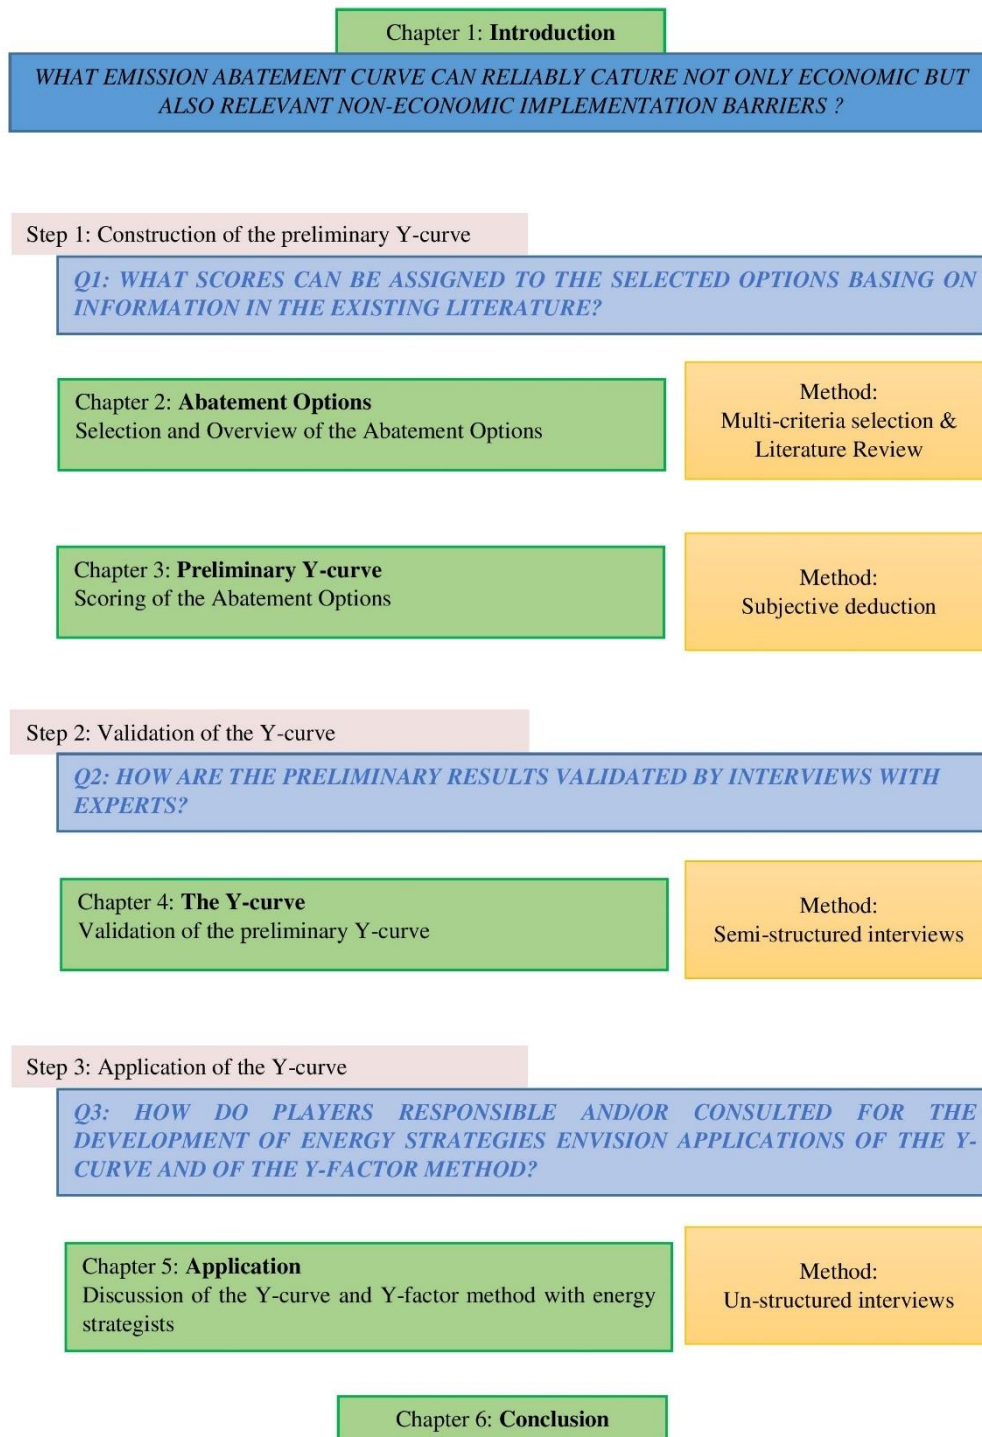 Chapter 1: Introduction
WHAT EMISSION ABATEMENT CURVE CAN RELIABLY CATURE NOT ONLY ECONOMIC BUT
ALSO RELEVANT NON-ECONOMIC IMPLEMENTATION BARRIERS ?
Step 1: Construction of the preliminary Y-curve
Q1: WHAT SCORES CAN BE ASSIGNED TO THE SELECTED OPTIONS BASING ON
INFORMATION IN THE EXISTING LITERATURE?
Chapter 2: Abatement Options
Selection and Overview of the Abatement Options
Method:
Multi-criteria selection &
Literature Review
Chapter 3: Preliminary Y-curve
Scoring of the Abatement Options
Method:
Subjective deduction
Step 2: Validation of the Y-curve
Q2: HOW ARE THE PRELIMINARY RESULTS VALIDATED BY INTERVIEWS WITH
EXPERTS?
Chapter 4: The Y-curve
Validation of the preliminary Y-curve
Method:
Semi-structured interviews
Step 3: Application of the Y-curve
Q3: HOW DO PLAYERS RESPONSIBLE AND/OR CONSULTED FOR THE
DEVELOPMENT OF ENERGY STRATEGIES ENVISION APPLICATIONS OF THE Y-
CURVE AND OF THE Y-FACTOR METHOD?
Chapter 5: Application
Discussion of the Y-curve and Y-factor method with energy
strategists
Method:
Un-structured interviews
Chapter 6: Conclusion